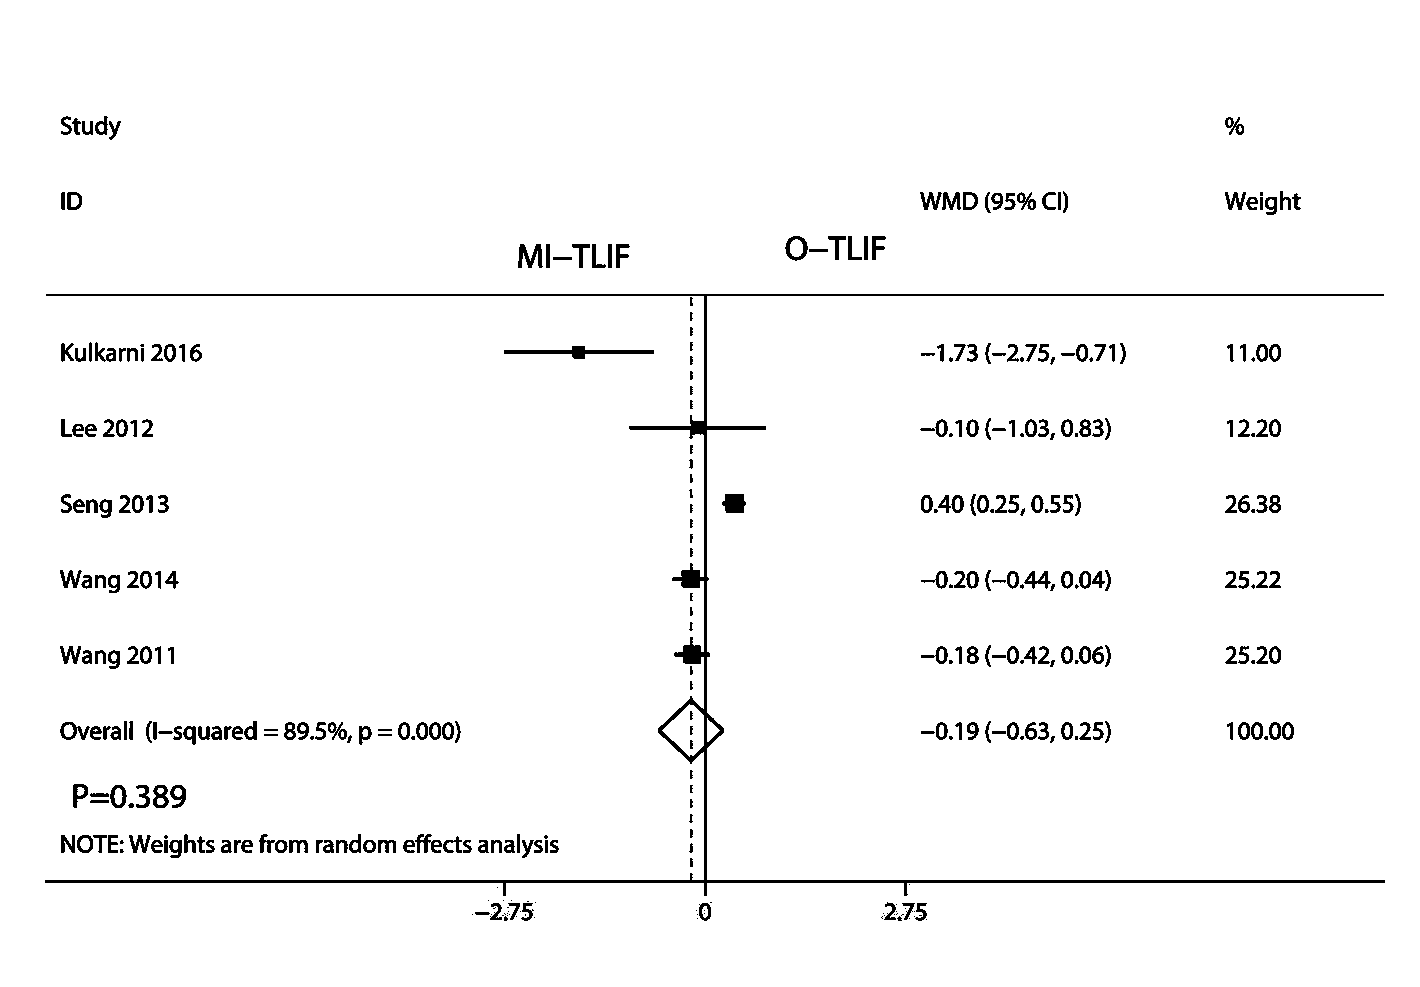 Study %
ID WMD (95% CI) Weight
MI–TLIF O–TLIF
Kulkarni 2016 –1.73 (–2.75, –0.71) 11.00
Lee 2012 –0.10 (–1.03, 0.83) 12.20
Seng 2013 0.40 (0.25, 0.55) 26.38
Wang 2014 –0.20 (–0.44, 0.04) 25.22
Wang 2011 –0.18 (–0.42, 0.06) 25.20
Overall (I–squared = 89.5%, p = 0.000) –0.19 (–0.63, 0.25) 100.00
P=0.389
NOTE: Weights are from random effects analysis
–2.75 0 2.75